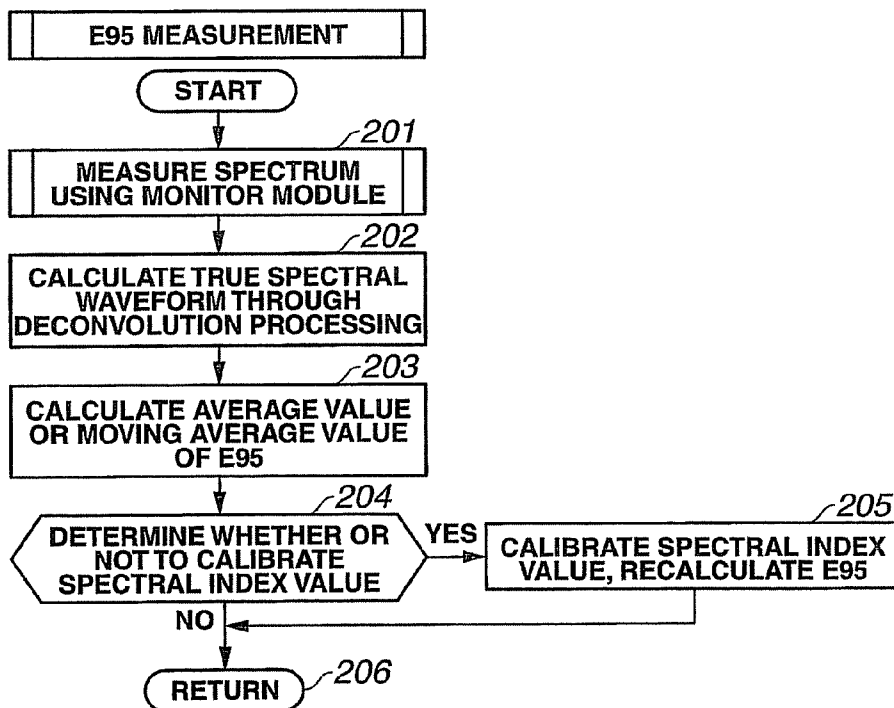 E95 MEASUREMENT
START
201
MEASURE SPECTRUM
USING MONITOR MODULE
202
CALCULATE TRUE SPECTRAL
WAVEFORM THROUGH
DECONVOLUTION PROCESSING
203
CALCULATE AVERAGE VALUE
OR MOVING AVERAGE VALUE
OF E95
204
DETERMINE WHETHER OR
NOT TO CALIBRATE
SPECTRAL INDEX VALUE
YES
205
CALIBRATE SPECTRAL INDEX
VALUE, RECALCULATE E95
NO
RETURN
206